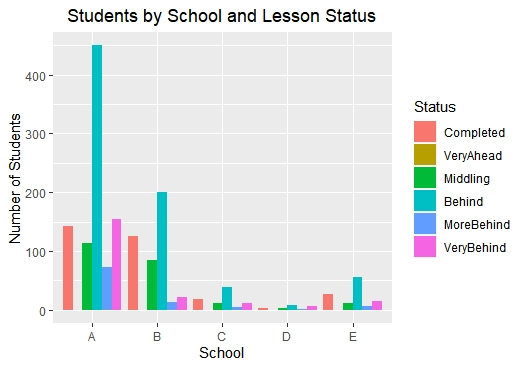 Students by School and Lesson Status
Number of Students
400
300
200
100
0
A B C D E
School
Status
Completed
VeryAhead
Middling
Behind
MoreBehind
VeryBehind